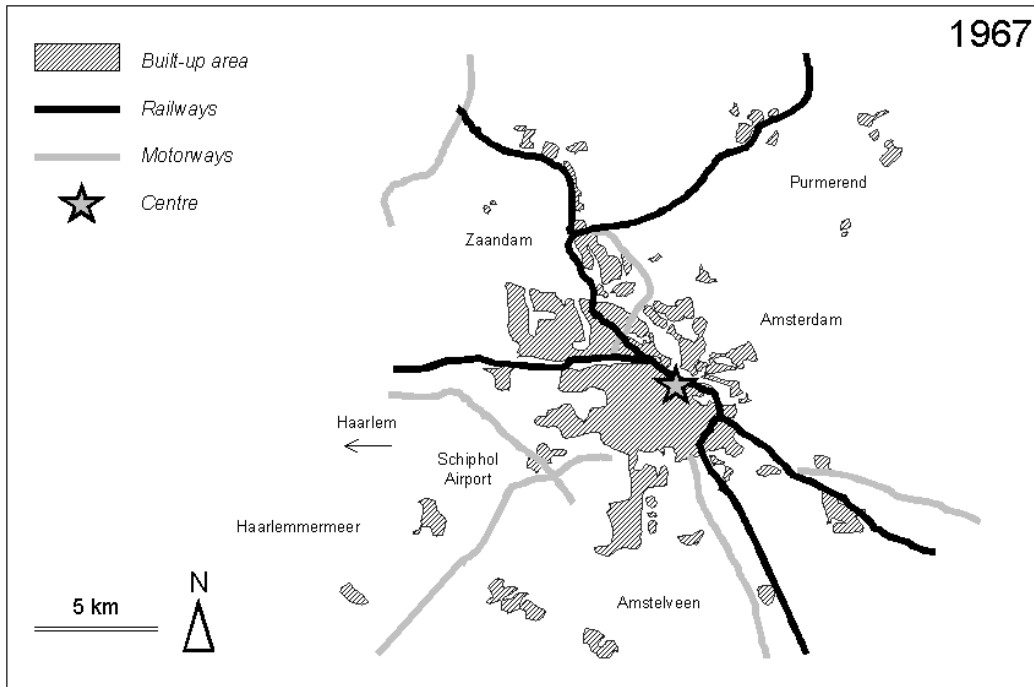 1967
Built-up area
Railways
Motorways
Centre
Purmerend
Zaandam
Amsterdam
Haarlem
Schiphol
Airport
Haarlemmermeer
Amstelveen
5 km
N